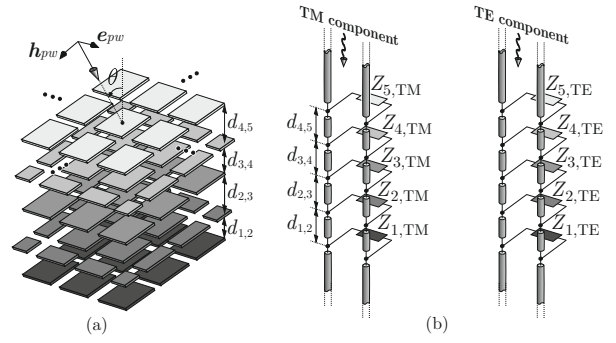 e_pw
h_pw
θ
d_4,5
d_3,4
d_2,3
d_1,2
(a)
TM component
Z_5,TM
Z_4,TM
Z_3,TM
Z_2,TM
Z_1,TM
d_4,5
d_3,4
d_2,3
d_1,2
TE component
Z_5,TE
Z_4,TE
Z_3,TE
Z_2,TE
Z_1,TE
(b)